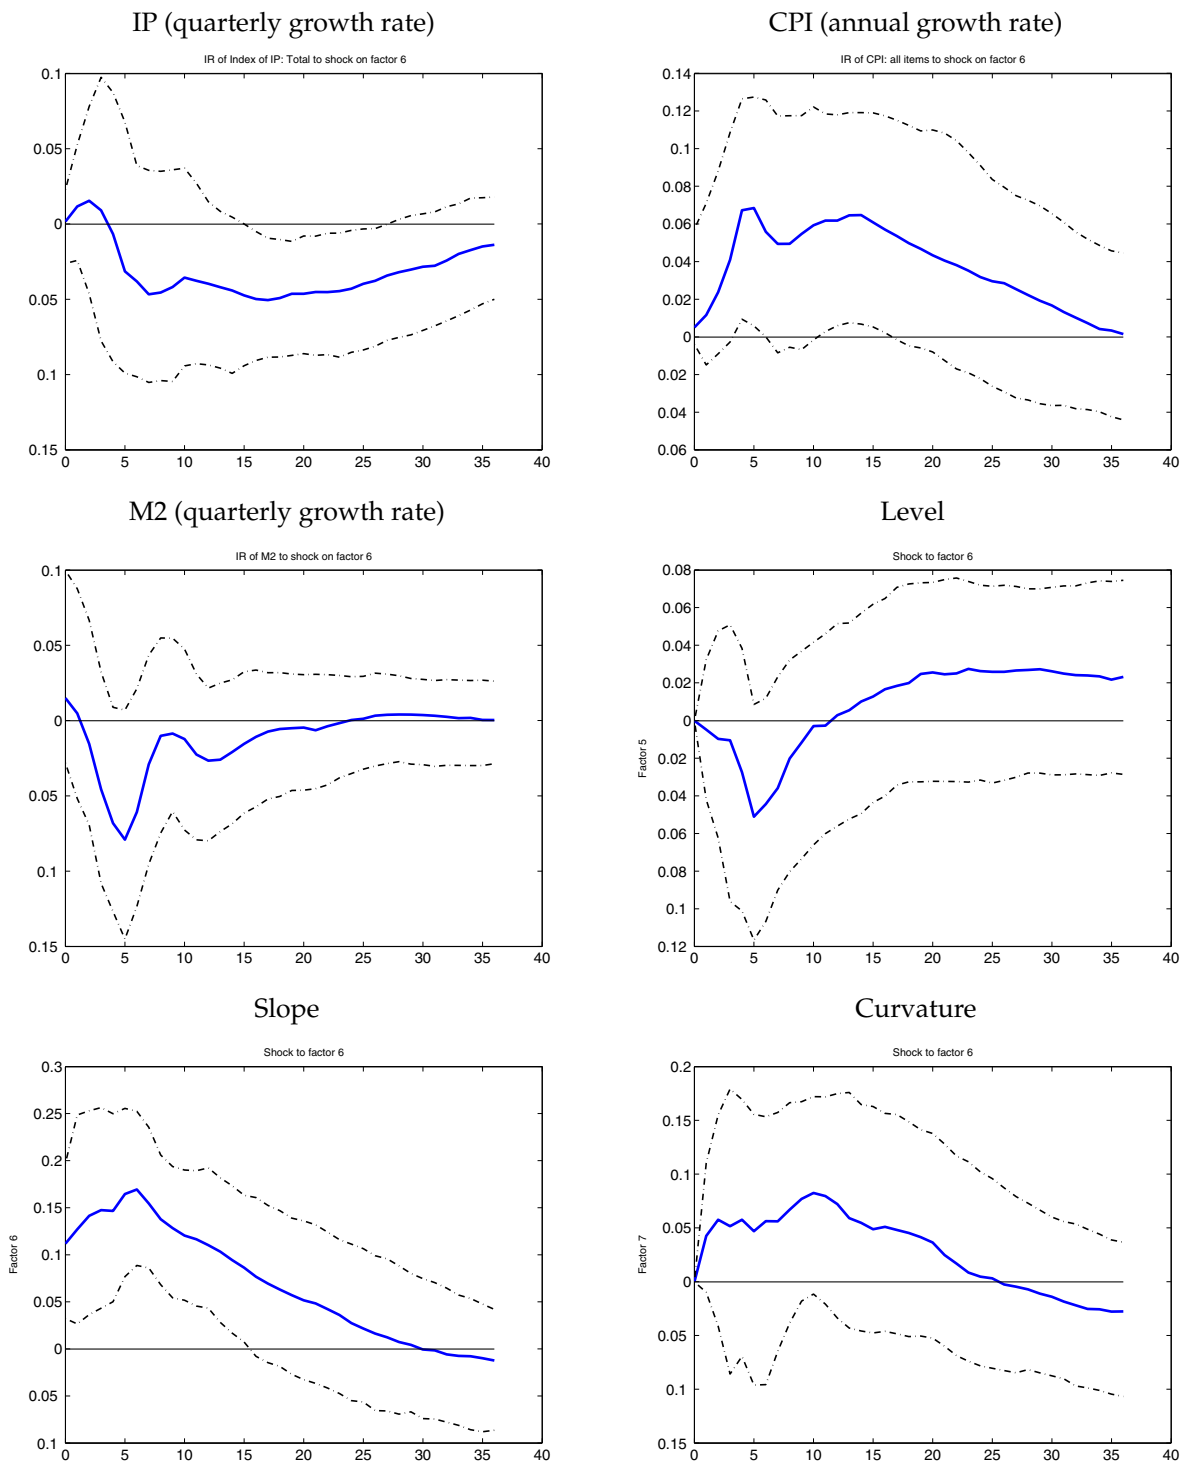 IP (quarterly growth rate)
CPI (annual growth rate)
IR of Index of IP: Total to shock on factor 6
0.1
0.05
0
0.05
0.1
0.15
0 5 10 15 20 25 30 35 40
IR of CPI: all items to shock on factor 6
0.14
0.12
0.1
0.08
0.06
0.04
0.02
0
0.02
0.04
0.06
0 5 10 15 20 25 30 35 40
M2 (quarterly growth rate)
Level
IR of M2 to shock on factor 6
0.1
0.05
0
0.05
0.1
0.15
0 5 10 15 20 25 30 35 40
Shock to factor 6
Factor 5
0.08
0.06
0.04
0.02
0
0.02
0.04
0.06
0.08
0.1
0.12
0 5 10 15 20 25 30 35 40
Slope
Curvature
Shock to factor 6
Factor 6
0.3
0.25
0.2
0.15
0.1
0.05
0
0.05
0.1
0 5 10 15 20 25 30 35 40
Shock to factor 6
Factor 7
0.2
0.15
0.1
0.05
0
0.05
0.1
0.15
0 5 10 15 20 25 30 35 40